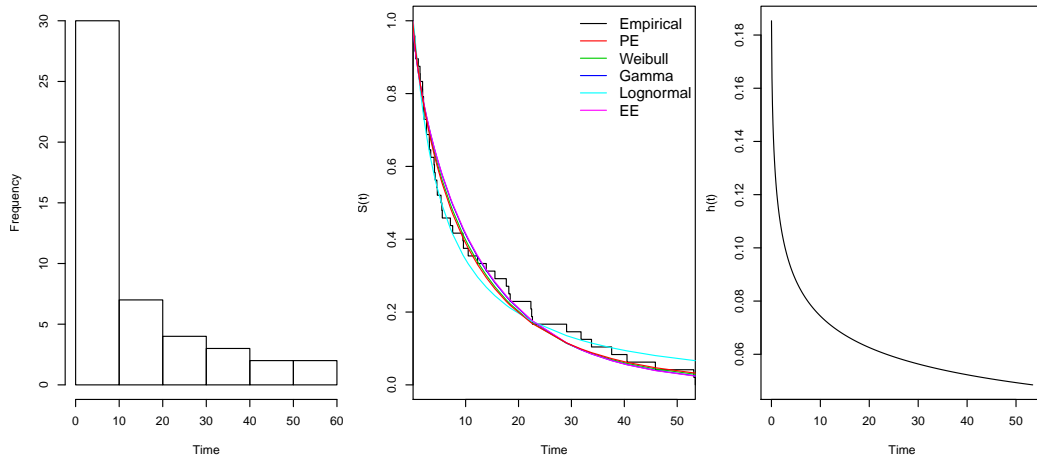 Frequency
30
25
20
15
10
5
0
0 10 20 30 40 50 60
Time
S(t)
1.0
0.8
0.6
0.4
0.2
0.0
Empirical
PE
Weibull
Gamma
Lognormal
EE
10 20 30 40 50
Time
h(t)
0.18
0.16
0.14
0.12
0.10
0.08
0.06
0 10 20 30 40 50
Time